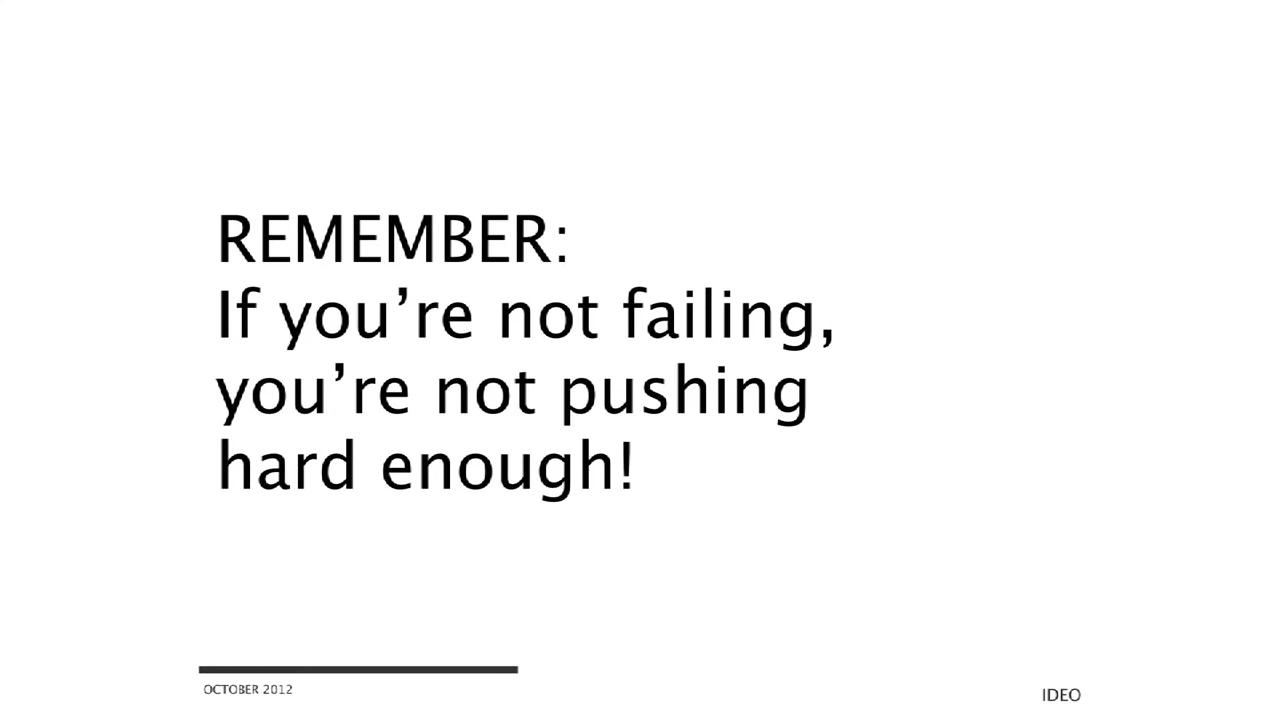 REMEMBER:
If you’re not failing,
you’re not pushing
hard enough!
OCTOBER 2012
IDEO